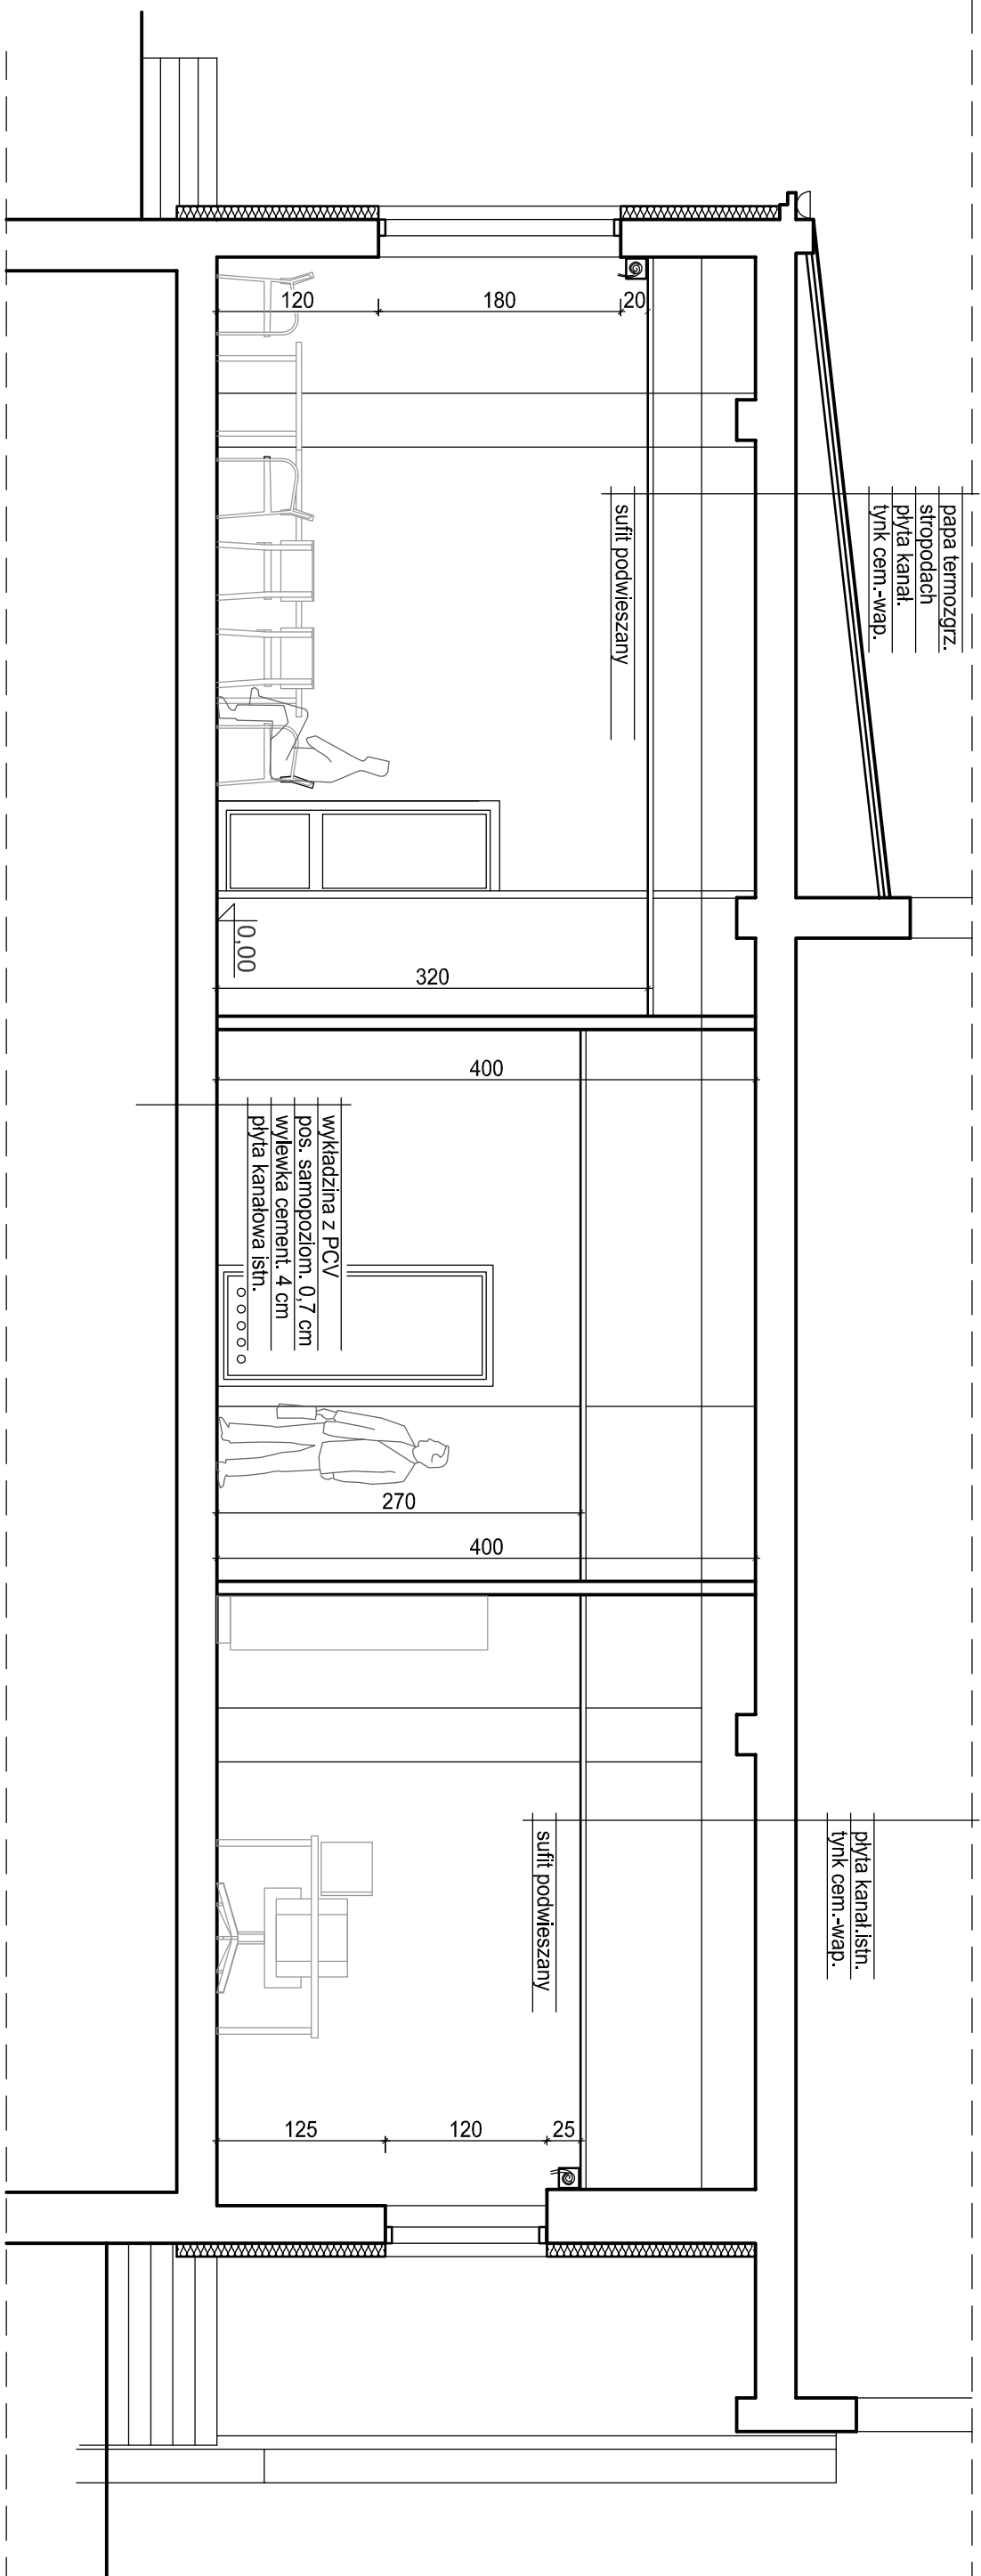 papa termozgrz.
stropodach
płyta kanał.
tynk cem.-wap.
sufit podwieszany
120
180
20
0,00
320
400
wykładzina z PCV
pos. samopoziom. 0,7 cm
wylewka cement. 4 cm
płyta kanałowa istn.
270
400
płyta kanał.istn.
tynk cem.-wap.
sufit podwieszany
125
120
25